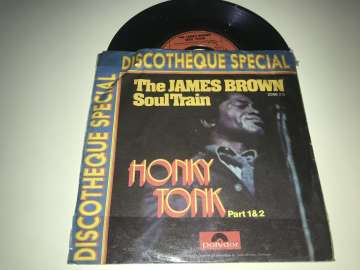 DISCOTHEQUE SPECIAL
DISCOTHEQUE SPECIAL
The JAMES BROWN
Soul Train
HONKY
TONK
Part 1&2
polydor